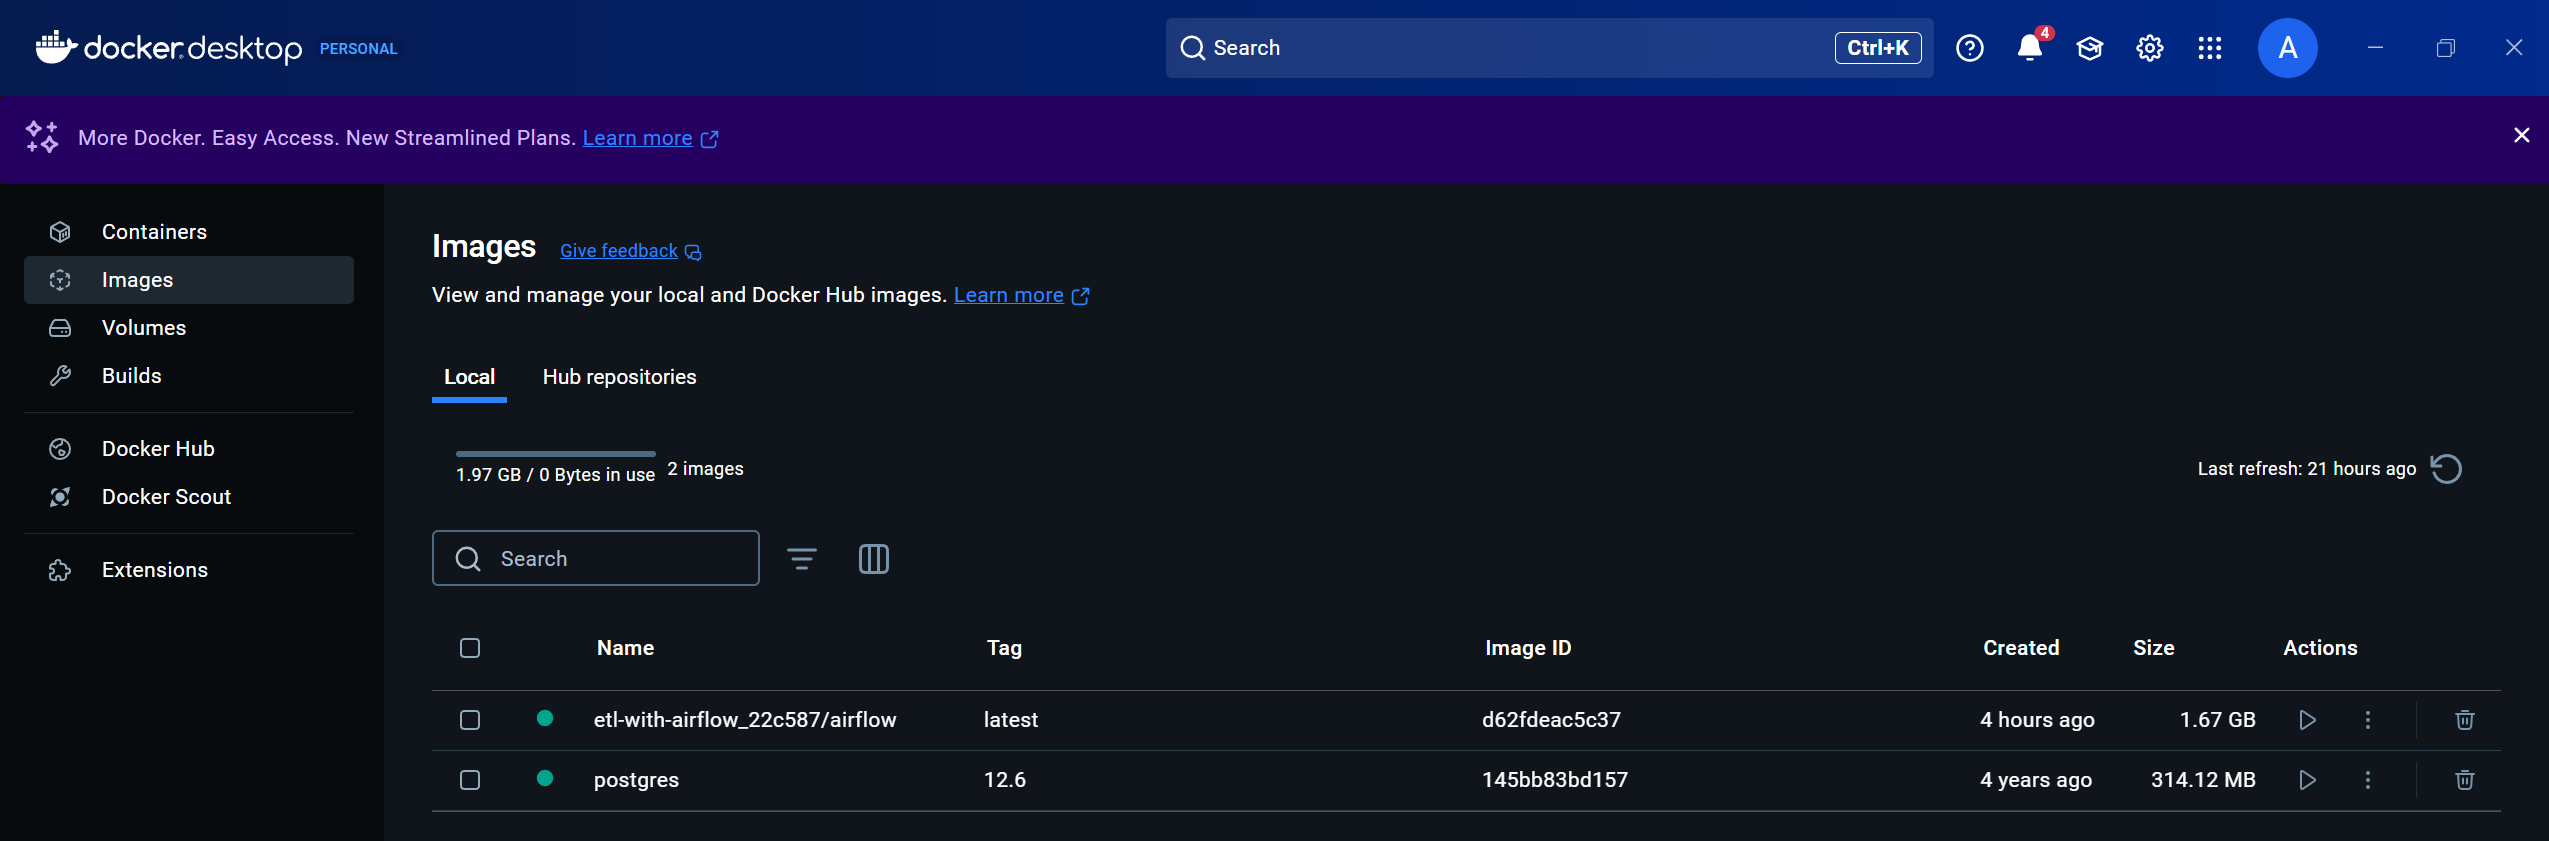 docker desktop PERSONAL
Search Ctrl+K
4
A
More Docker. Easy Access. New Streamlined Plans. Learn more
Containers
Images
Volumes
Builds
Docker Hub
Docker Scout
Extensions
Images Give feedback
View and manage your local and Docker Hub images. Learn more
Local Hub repositories
1.97 GB / 0 Bytes in use 2 images
Last refresh: 21 hours ago
Search
Name Tag Image ID Created Size Actions
etl-with-airflow_22c587/airflow latest d62fdeac5c37 4 hours ago 1.67 GB
postgres 12.6 145bb83bd157 4 years ago 314.12 MB